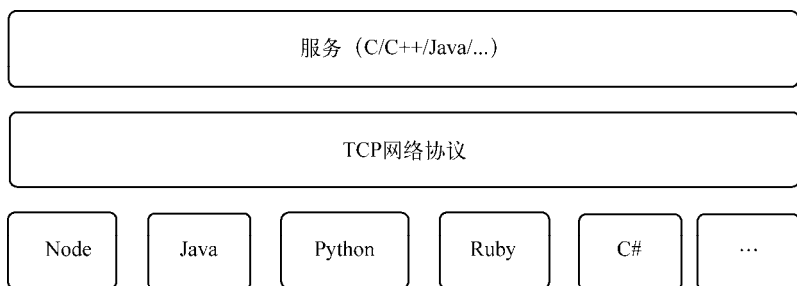 服务（C/C++/Java/...）
TCP网络协议
Node Java Python Ruby C# …